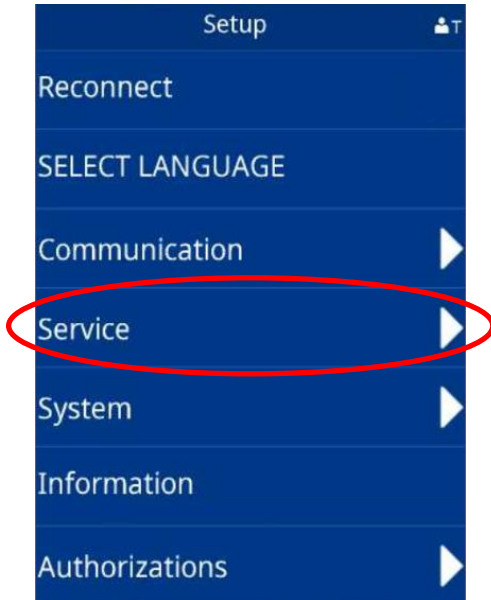 Setup
T
Reconnect
SELECT LANGUAGE
Communication
Service
System
Information
Authorizations